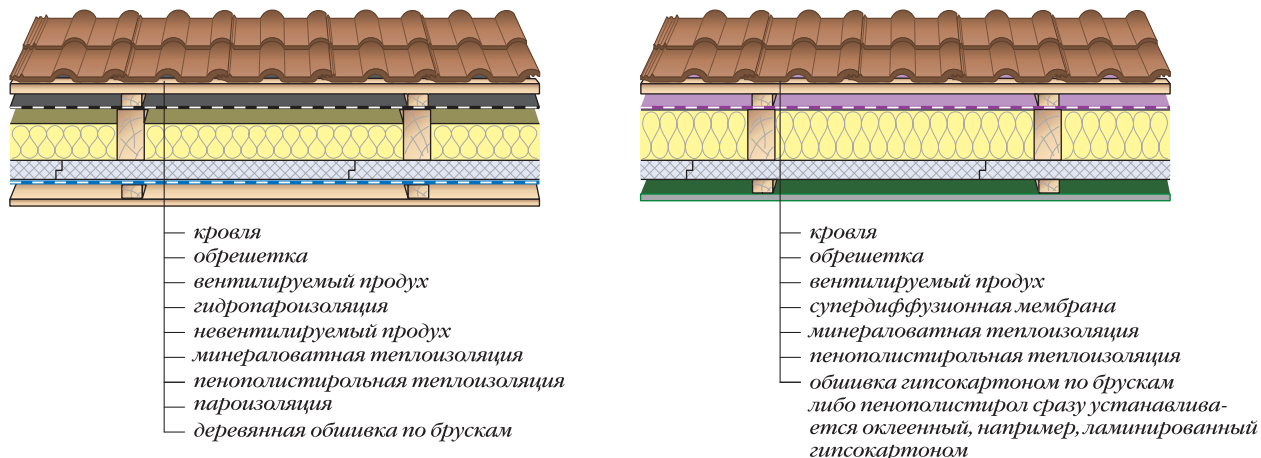 кровля
обрешетка
вентилируемый продух
гидропароизоляция
невентилируемый продух
минераловатная теплоизоляция
пенополистирольная теплоизоляция
пароизоляция
деревянная обшивка по брускам
кровля
обрешетка
вентилируемый продух
супердиффузионная мембрана
минераловатная теплоизоляция
пенополистирольная теплоизоляция
обшивка гипсокартоном по брускам
либо пенополистирол сразу устанавлива-
ется оклеенный, например, ламинированный
гипсокартоном